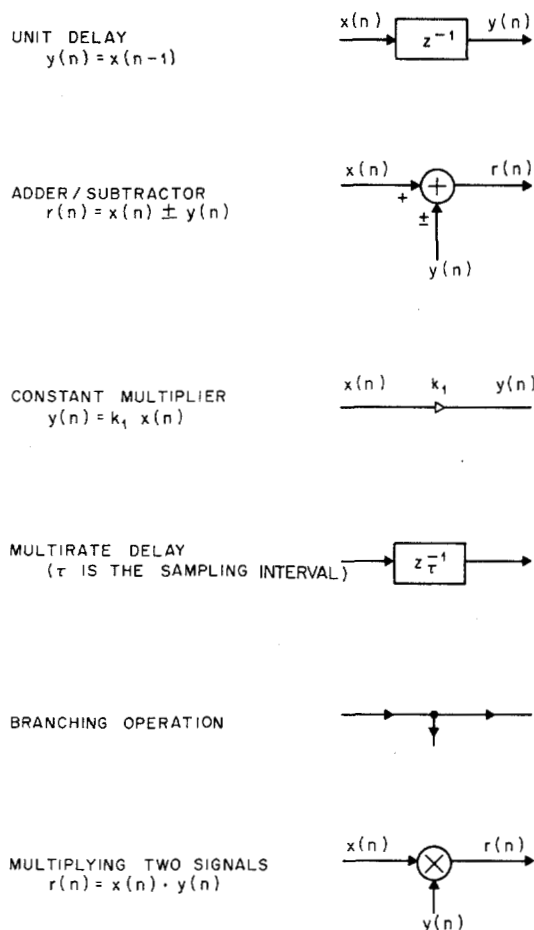 UNIT DELAY
y(n) = x(n-1)
x(n)
z⁻¹
y(n)
ADDER/SUBTRACTOR
r(n) = x(n) ± y(n)
x(n)
+
+
±
r(n)
y(n)
CONSTANT MULTIPLIER
y(n) = k₁ x(n)
x(n)
k₁
y(n)
MULTIRATE DELAY
(τ IS THE SAMPLING INTERVAL)
z_τ⁻¹
BRANCHING OPERATION
MULTIPLYING TWO SIGNALS
r(n) = x(n) · y(n)
x(n)
×
r(n)
y(n)